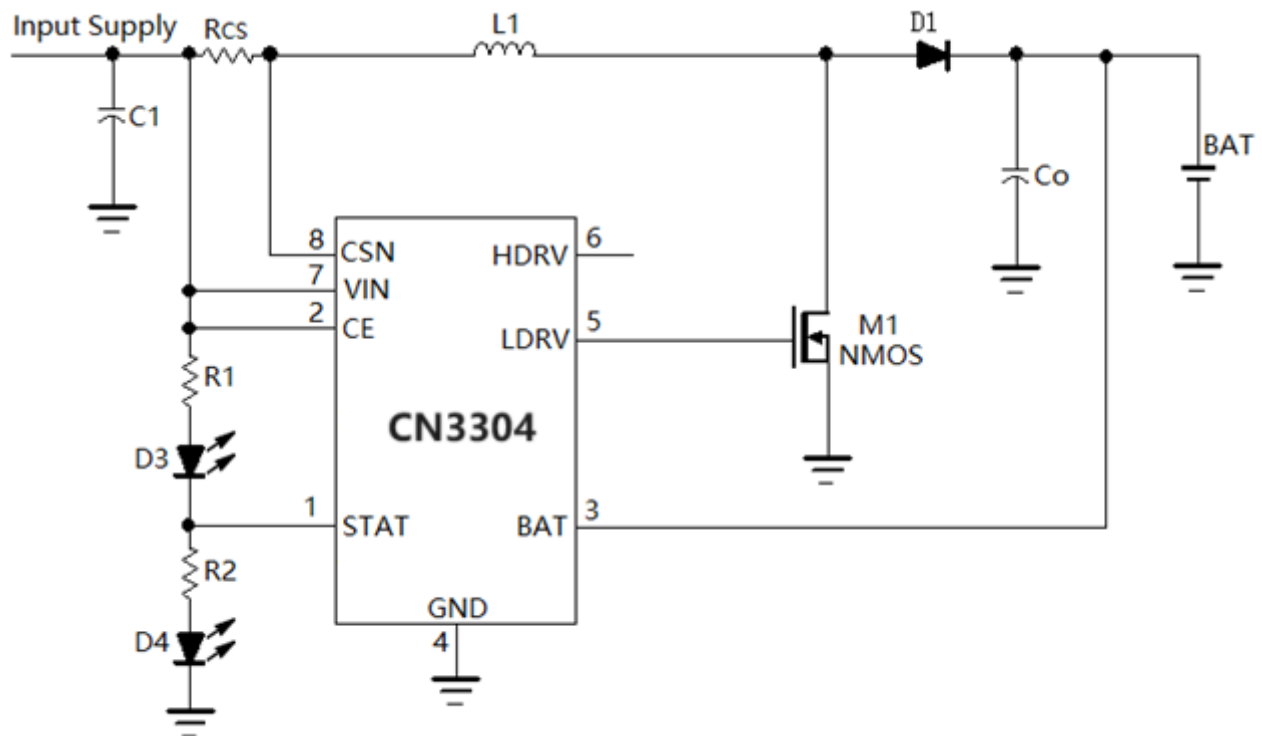 Input Supply
RCS
L1
D1
C1
Co
BAT
8
CSN
HDRV
6
7
VIN
2
CE
LDRV
5
M1
NMOS
R1
CN3304
D3
1
STAT
BAT
3
R2
GND
D4
4